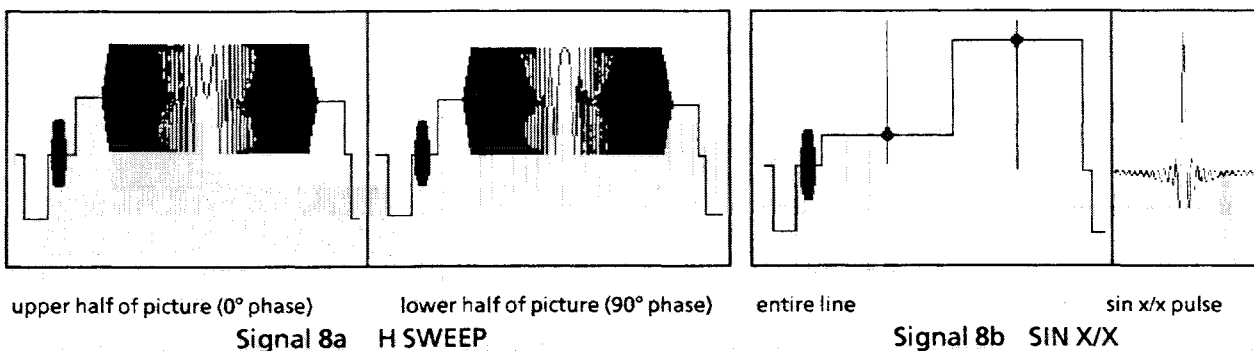 upper half of picture (0° phase) lower half of picture (90° phase) entire line sin x/x pulse
Signal 8a H SWEEP Signal 8b SIN X/X